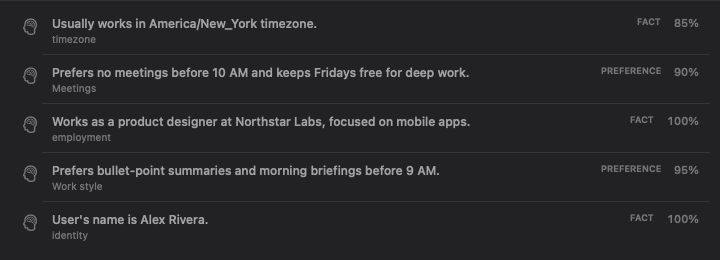 Usually works in America/New_York timezone. FACT 85%
timezone
Prefers no meetings before 10 AM and keeps Fridays free for deep work. PREFERENCE 90%
Meetings
Works as a product designer at Northstar Labs, focused on mobile apps. FACT 100%
employment
Prefers bullet-point summaries and morning briefings before 9 AM. PREFERENCE 95%
Work style
User's name is Alex Rivera. FACT 100%
identity